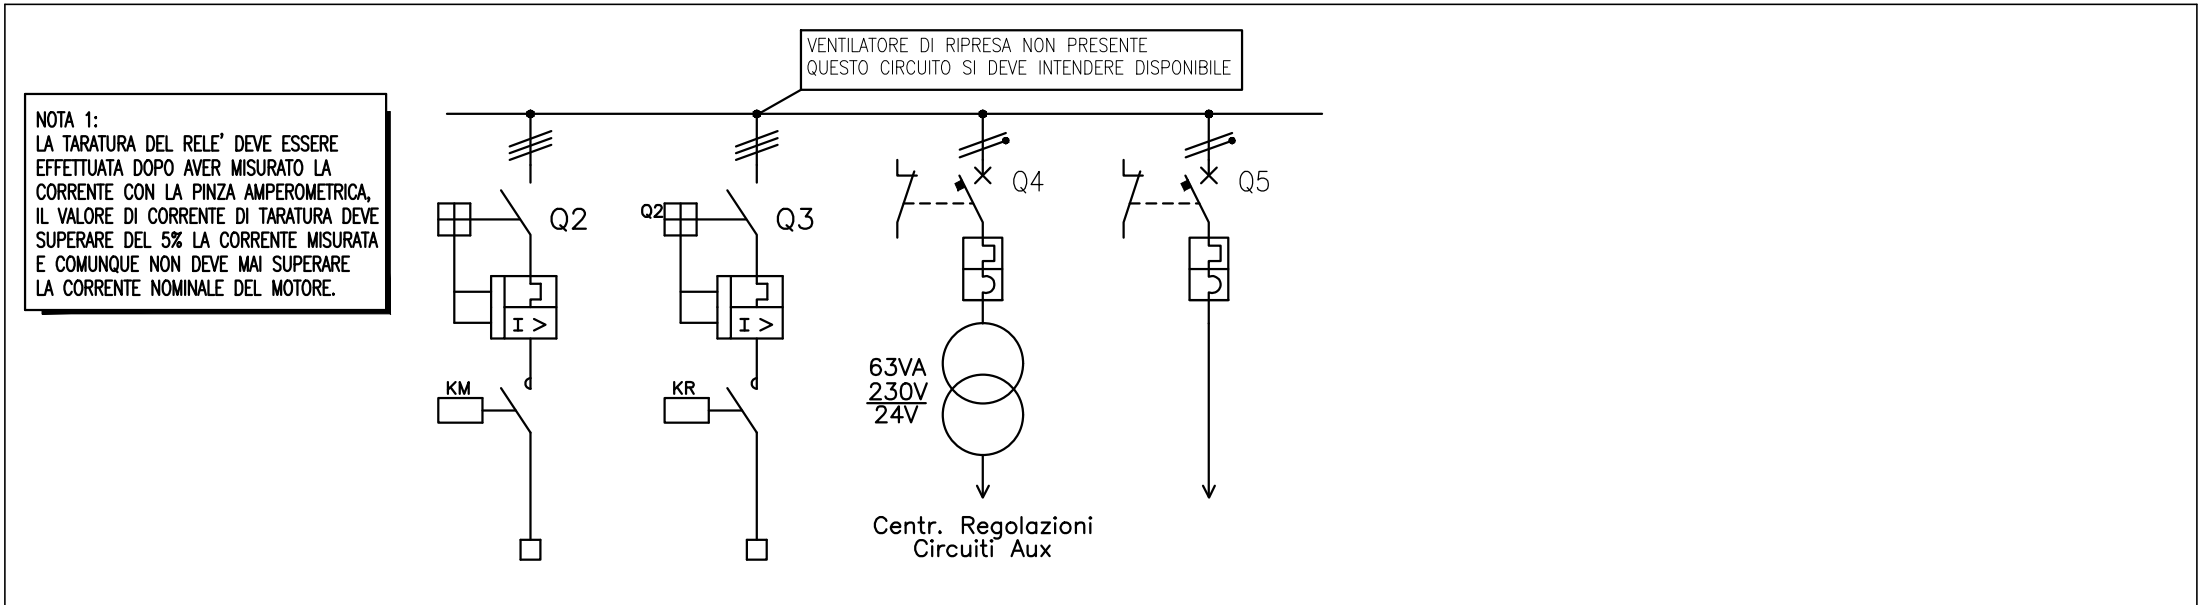 VENTILATORE DI RIPRESA NON PRESENTE
QUESTO CIRCUITO SI DEVE INTENDERE DISPONIBILE
NOTA 1:
LA TARATURA DEL RELE' DEVE ESSERE
EFFETTUATA DOPO AVER MISURATO LA
CORRENTE CON LA PINZA AMPEROMETRICA,
IL VALORE DI CORRENTE DI TARATURA DEVE
SUPERARE DEL 5% LA CORRENTE MISURATA
E COMUNQUE NON DEVE MAI SUPERARE
LA CORRENTE NOMINALE DEL MOTORE.
Q2
Q2
Q3
Q4
Q5
I >
I >
KM
KR
63VA
230V
24V
Centr. Regolazioni
Circuiti Aux